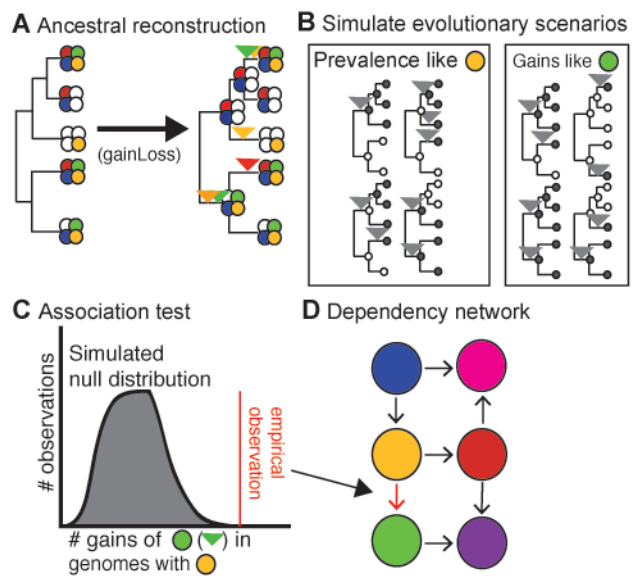 A Ancestral reconstruction
(gainLoss)
B Simulate evolutionary scenarios
Prevalence like
Gains like
C Association test
Simulated
null distribution
# observations
empirical
observation
# gains of ( ) in
genomes with
D Dependency network